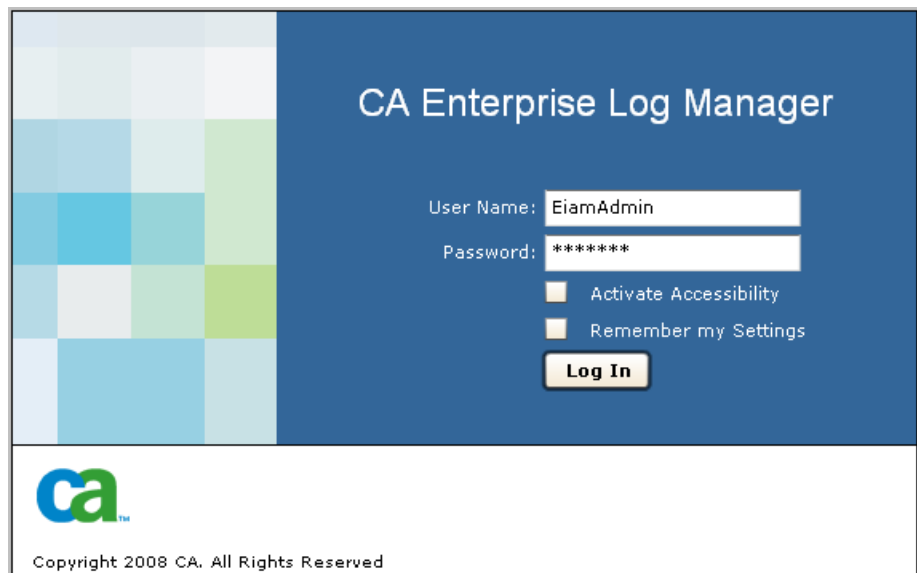 CA Enterprise Log Manager
User Name: EiamAdmin
Password: *******
Activate Accessibility
Remember my Settings
Log In
ca™
Copyright 2008 CA. All Rights Reserved